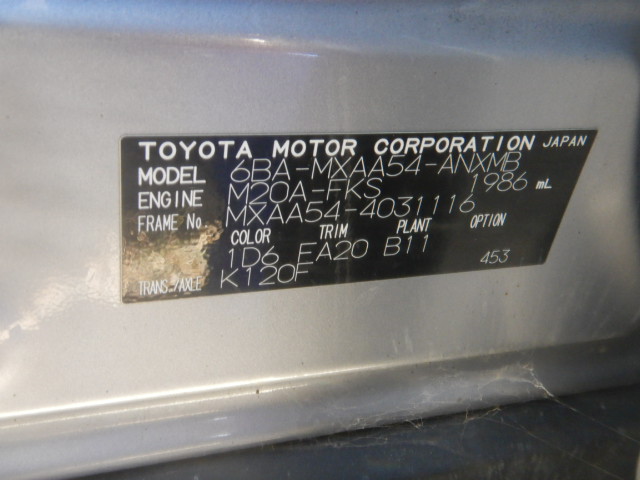 TOYOTA MOTOR CORPORATION JAPAN
MODEL 6BA-MXAA54-ANXMB
ENGINE M20A-FKS 1986 mL
FRAME No MXAA54-4031116
COLOR TRIM PLANT OPTION
1D6 EA20 B11 453
TRANS./AXLE K120F